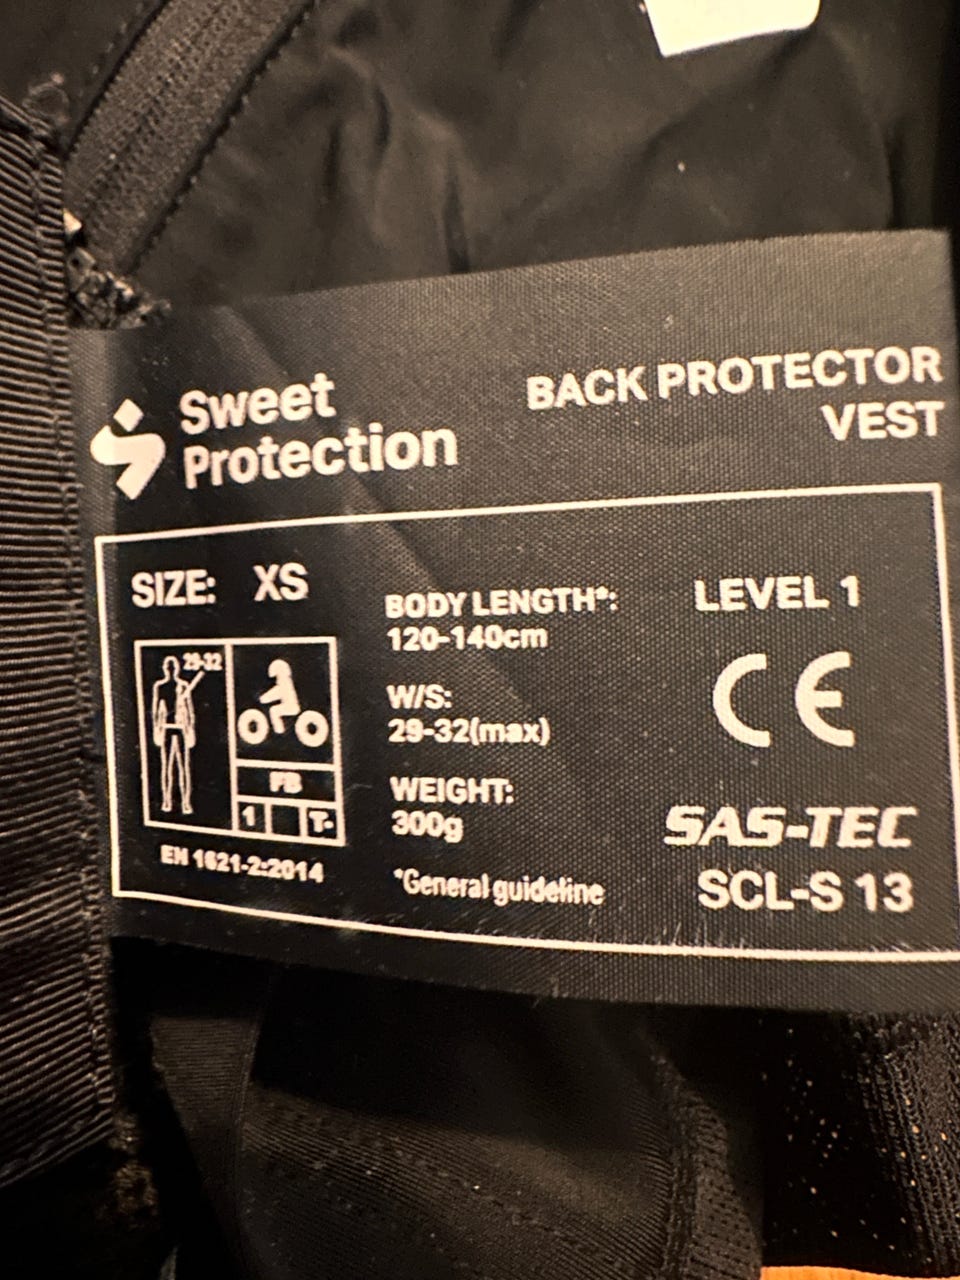 Sweet
Protection
BACK PROTECTOR
VEST
SIZE: XS
29-32
FB
1
T-
EN 1621-2:2014
BODY LENGTH*:
120-140cm
W/S:
29-32(max)
WEIGHT:
300g
*General guideline
LEVEL 1
CE
SAS-TEC
SCL-S 13